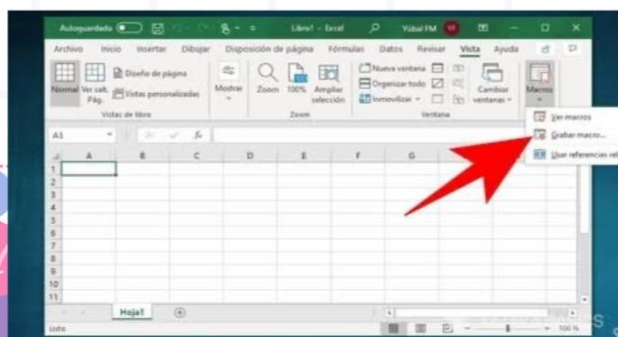 Autoguardado
Libro1 - Excel
Yúbal FM
Archivo Inicio Insertar Dibujar Disposición de página Fórmulas Datos Revisar Vista Ayuda
Normal
Ver salt. Pág.
Diseño de página
Vistas personalizadas
Mostrar
Zoom
100%
Ampliar selección
Nueva ventana
Organizar todo
Inmovilizar
Cambiar ventanas
Macros
Vistas de libro
Zoom
Ventana
Ver macros
Grabar macro...
Usar referencias rel
A1
fx
A B C D E F G
1
2
3
4
5
6
7
8
9
10
11
Hoja1
Listo
100 %